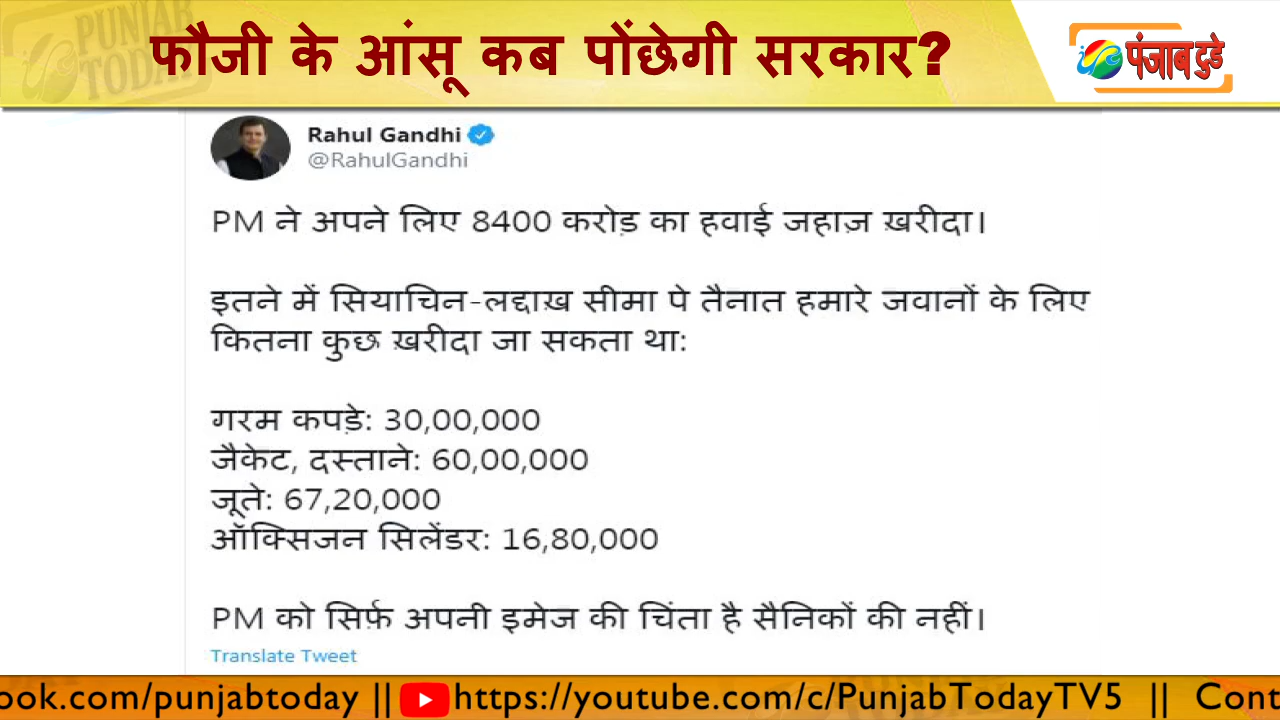 फौजी के आंसू कब पोंछेगी सरकार?
PUNJAB TODAY
पंजाब टुडे
Rahul Gandhi
@RahulGandhi
PM ने अपने लिए 8400 करोड़ का हवाई जहाज़ ख़रीदा।
इतने में सियाचिन-लद्दाख़ सीमा पे तैनात हमारे जवानों के लिए
कितना कुछ ख़रीदा जा सकता था:
गरम कपड़े: 30,00,000
जैकेट, दस्ताने: 60,00,000
जूते: 67,20,000
ऑक्सिजन सिलेंडर: 16,80,000
PM को सिर्फ़ अपनी इमेज की चिंता है सैनिकों की नहीं।
Translate Tweet
ook.com/punjabtoday || https://youtube.com/c/PunjabTodayTV5 || Cont